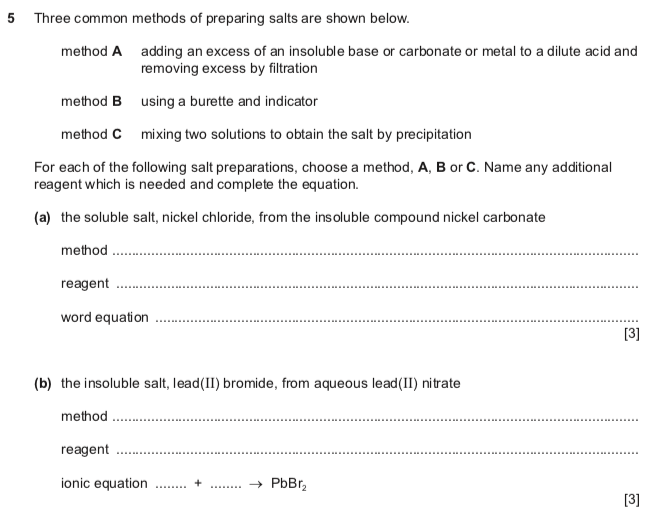 5 Three common methods of preparing salts are shown below.
method A adding an excess of an insoluble base or carbonate or metal to a dilute acid and
removing excess by filtration
method B using a burette and indicator
method C mixing two solutions to obtain the salt by precipitation
For each of the following salt preparations, choose a method, A, B or C. Name any additional
reagent which is needed and complete the equation.
(a) the soluble salt, nickel chloride, from the insoluble compound nickel carbonate
method ........................................................
reagent ........................................................
word equation ........................................................
[3]
(b) the insoluble salt, lead(II) bromide, from aqueous lead(II) nitrate
method ........................................................
reagent ........................................................
ionic equation ........ + ........ → PbBr₂
[3]